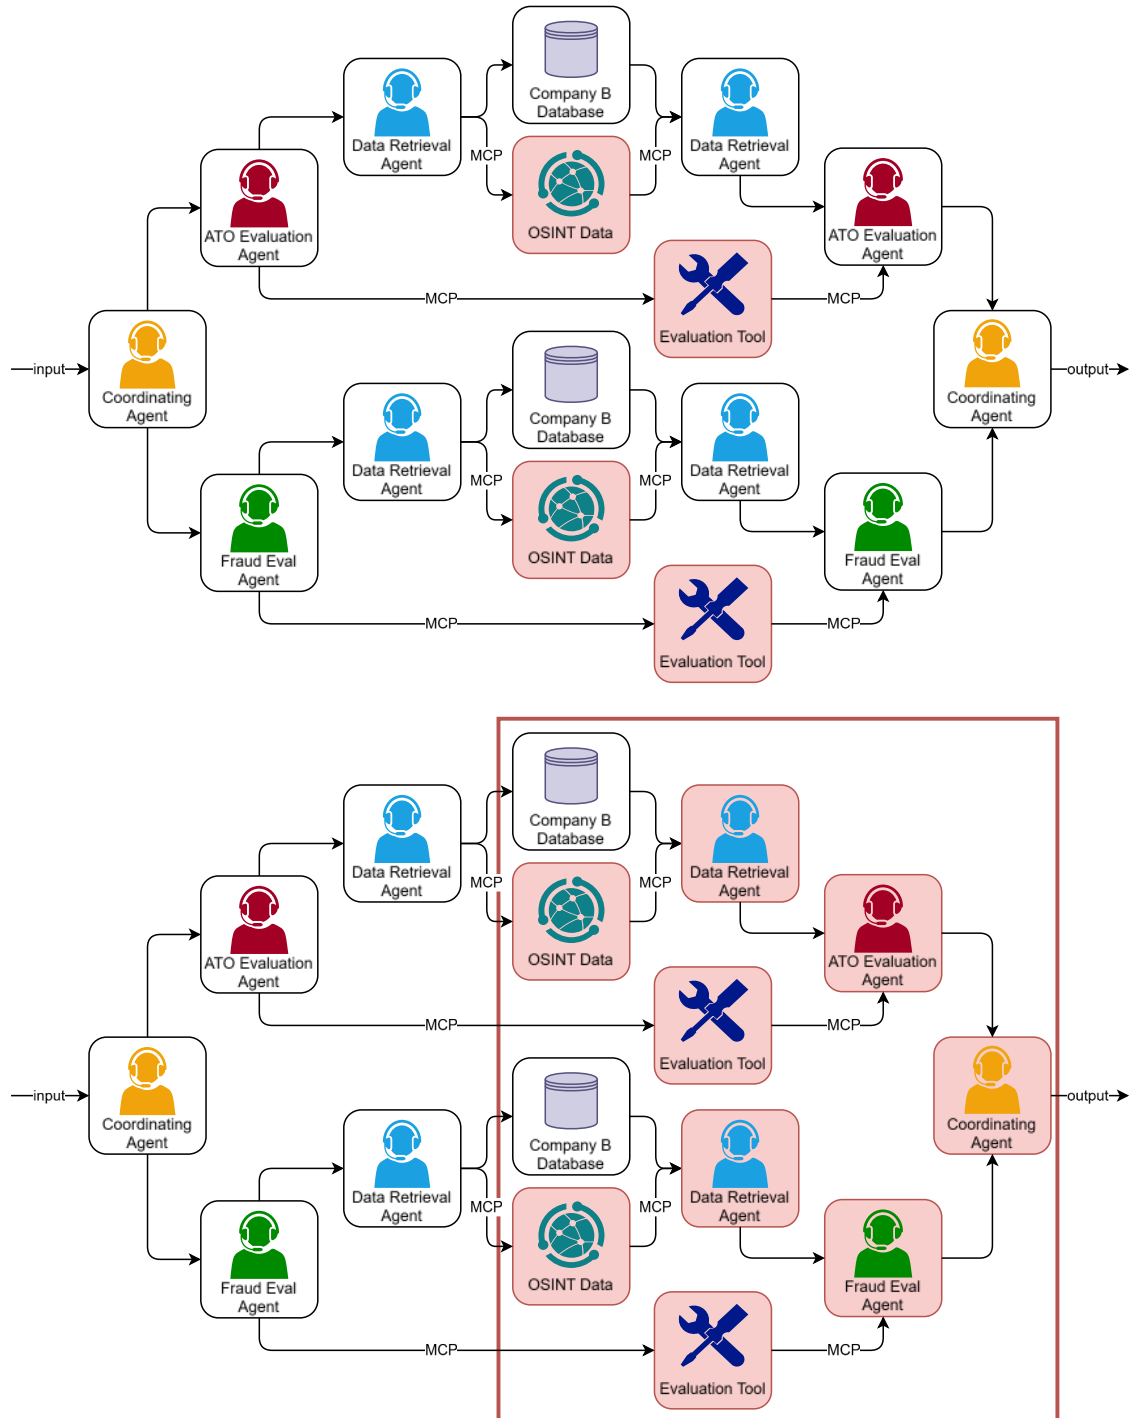 Company B
Database
Data Retrieval
Agent
MCP
MCP
Data Retrieval
Agent
OSINT Data
ATO Evaluation
Agent
ATO Evaluation
Agent
MCP
MCP
Evaluation Tool
input
Coordinating
Agent
Coordinating
Agent
output
Company B
Database
Data Retrieval
Agent
MCP
MCP
Data Retrieval
Agent
OSINT Data
Fraud Eval
Agent
Fraud Eval
Agent
MCP
MCP
Evaluation Tool
Company B
Database
Data Retrieval
Agent
MCP
MCP
Data Retrieval
Agent
OSINT Data
ATO Evaluation
Agent
ATO Evaluation
Agent
MCP
MCP
Evaluation Tool
input
Coordinating
Agent
Coordinating
Agent
output
Company B
Database
Data Retrieval
Agent
MCP
MCP
Data Retrieval
Agent
OSINT Data
Fraud Eval
Agent
Fraud Eval
Agent
MCP
MCP
Evaluation Tool